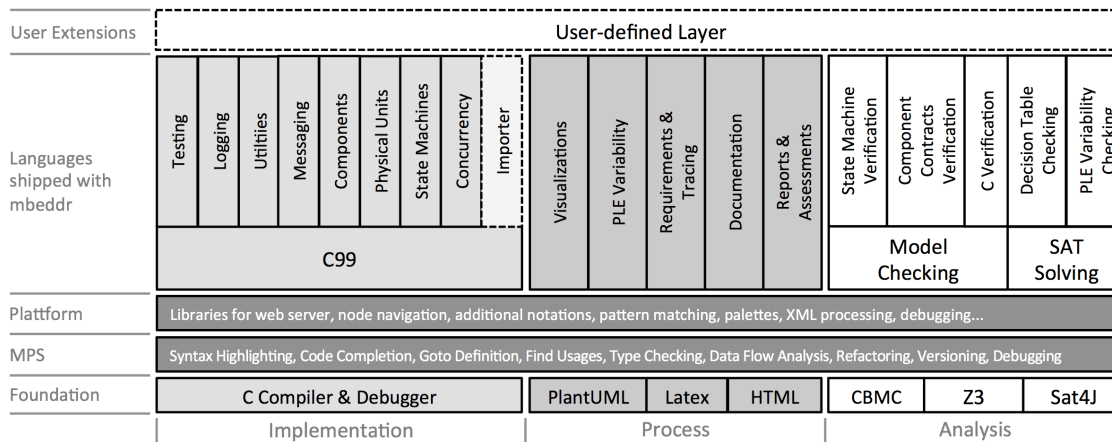 User Extensions
User-defined Layer
Languages
shipped with
mbeddr
Testing
Logging
Utiltiies
Messaging
Components
Physical Units
State Machines
Concurrency
Importer
C99
Visualizations
PLE Variability
Requirements &
Tracing
Documentation
Reports &
Assessments
State Machine
Verification
Component
Contracts
Verification
C Verification
Decision Table
Checking
PLE Variability
Checking
Model
Checking
SAT
Solving
Plattform
Libraries for web server, node navigation, additional notations, pattern matching, palettes, XML processing, debugging...
MPS
Syntax Highlighting, Code Completion, Goto Definition, Find Usages, Type Checking, Data Flow Analysis, Refactoring, Versioning, Debugging
Foundation
C Compiler & Debugger
PlantUML
Latex
HTML
CBMC
Z3
Sat4J
Implementation
Process
Analysis